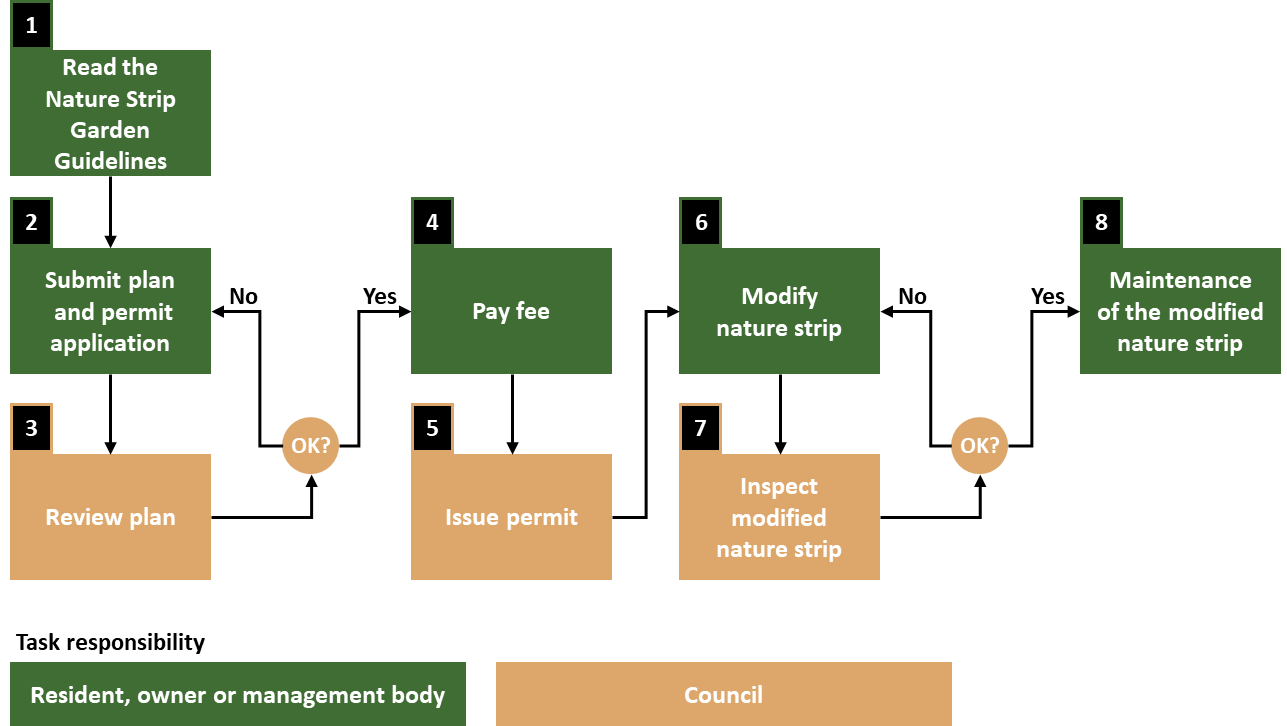 1
Read the
Nature Strip
Garden
Guidelines
2
Submit plan
and permit
application
3
Review plan
OK?
No
Yes
4
Pay fee
5
Issue permit
6
Modify
nature strip
7
Inspect
modified
nature strip
OK?
No
Yes
8
Maintenance
of the modified
nature strip
Task responsibility
Resident, owner or management body
Council